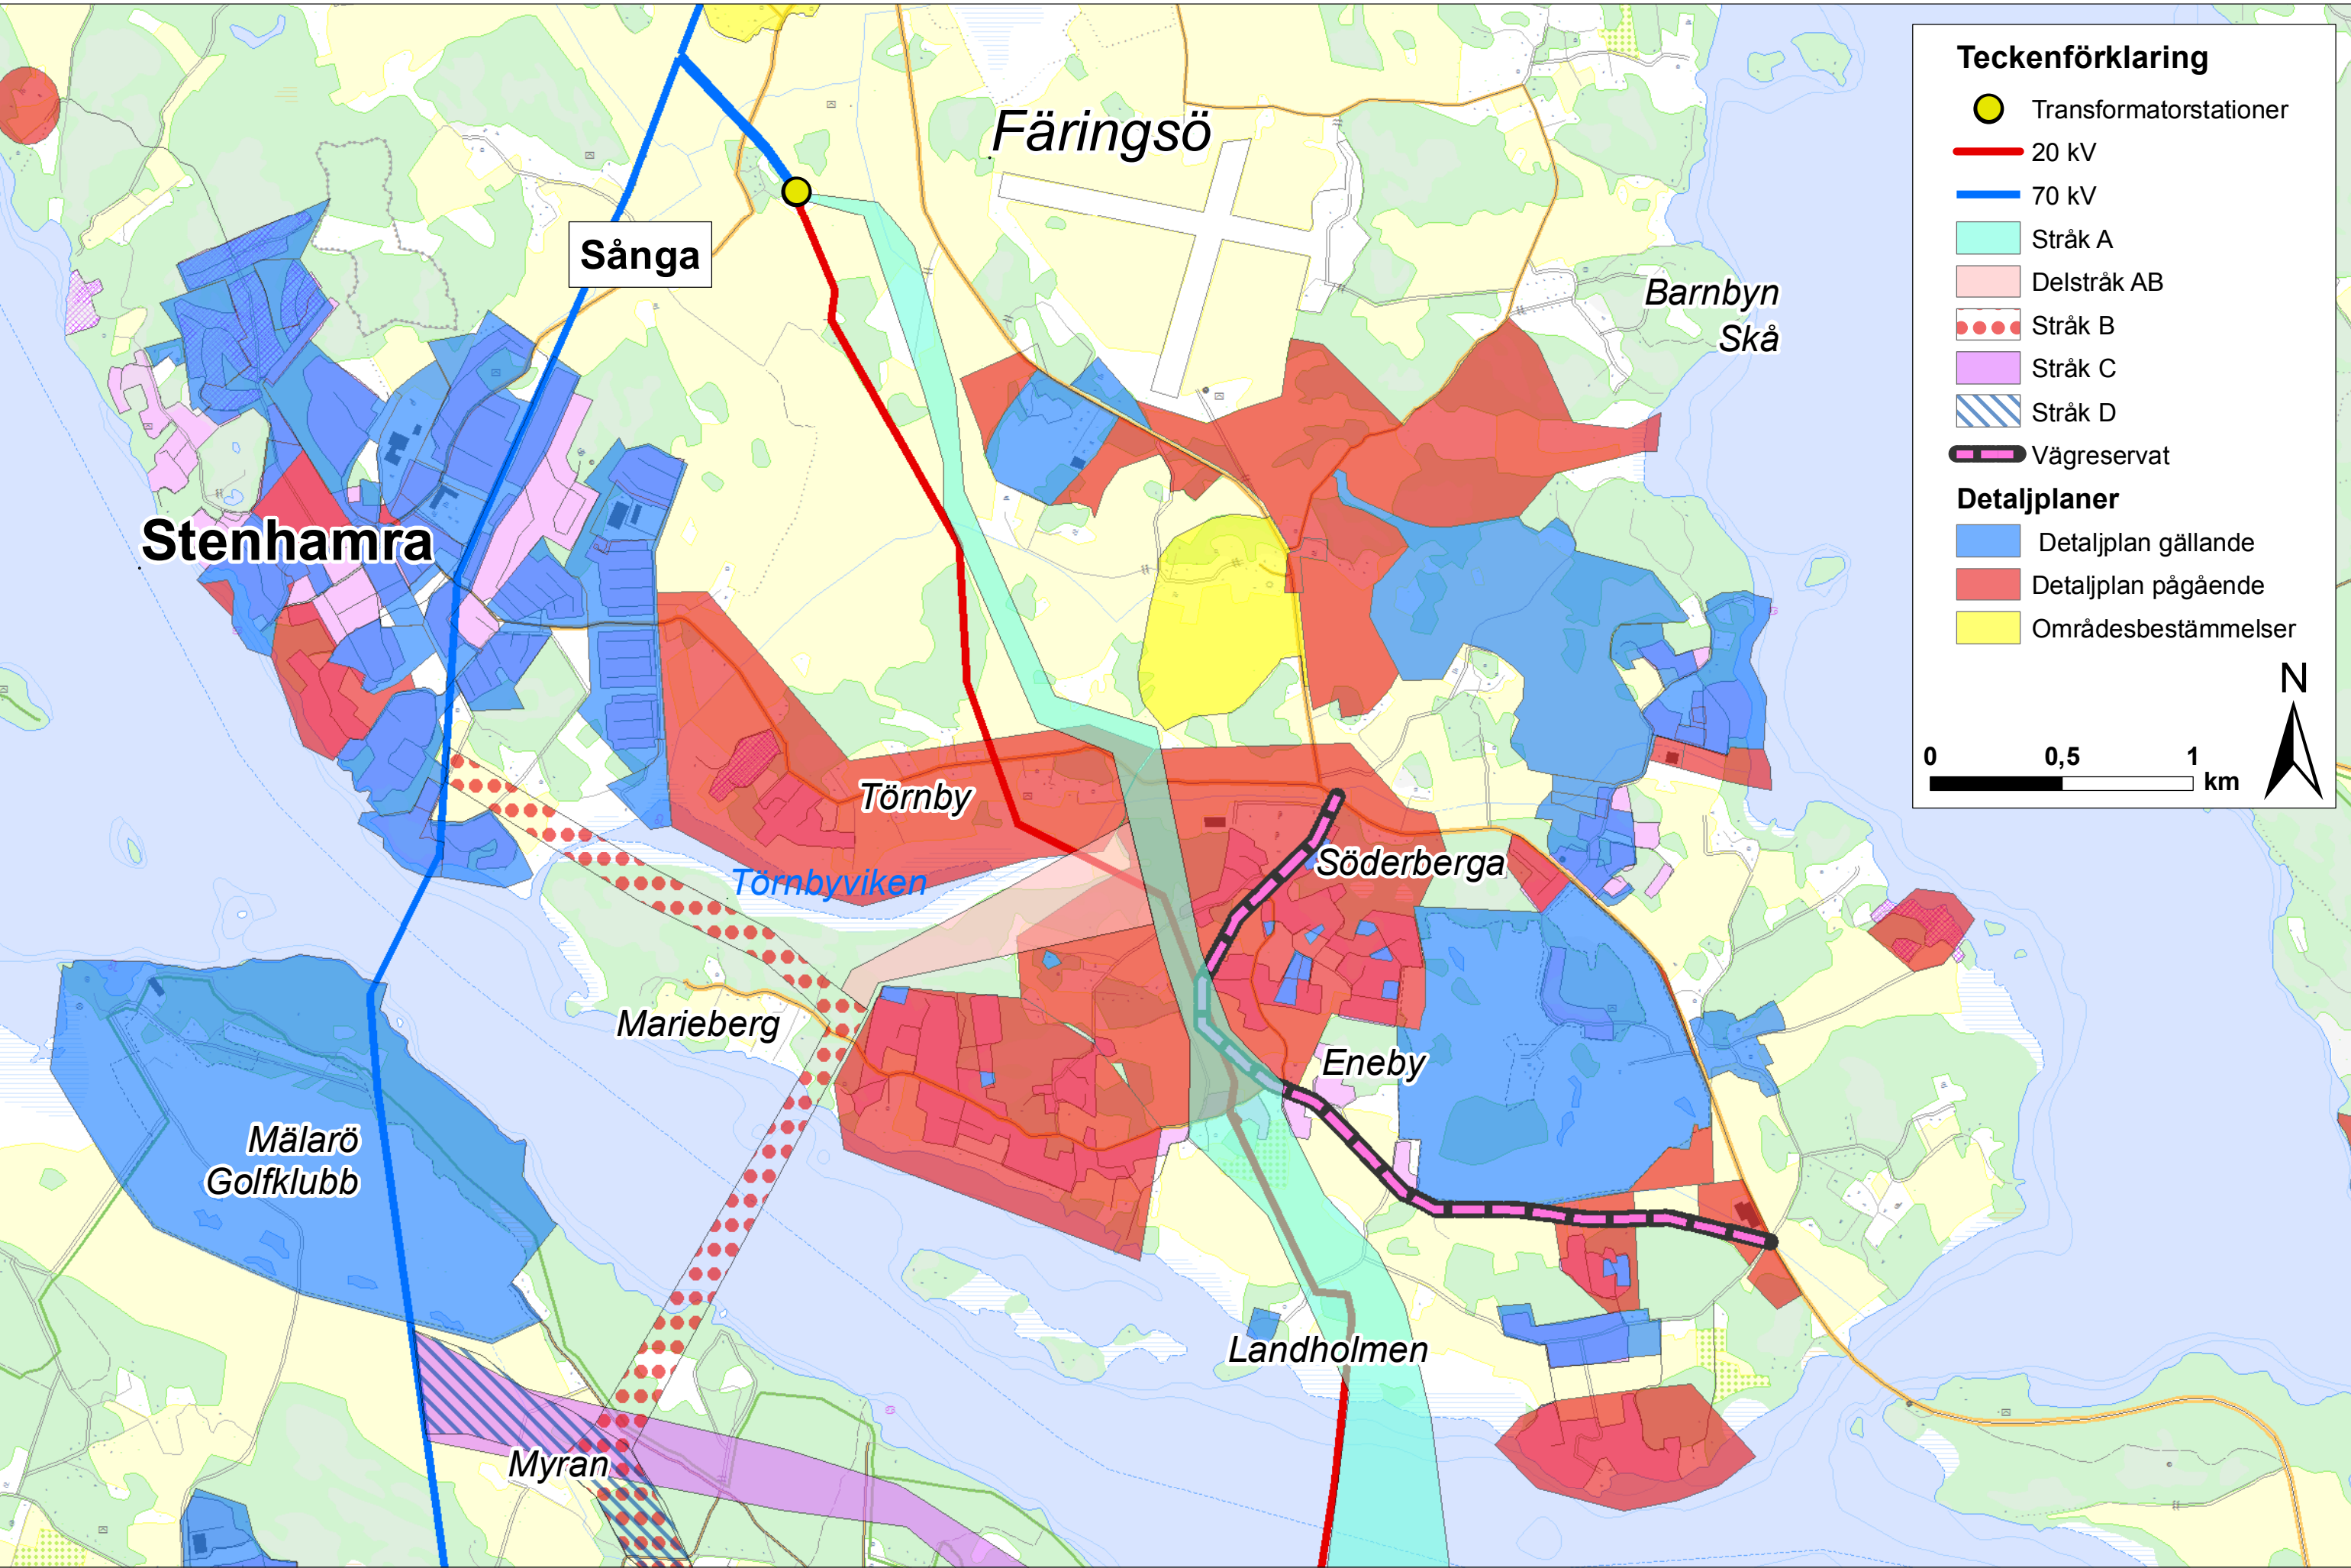 Färingsö
Sånga
Barnbyn
Skå
Stenhamra
Törnby
Söderberga
Törnbyviken
Marieberg
Eneby
Mälarö
Golfklubb
Landholmen
Myran
Teckenförklaring
Transformatorstationer
20 kV
70 kV
Stråk A
Delstråk AB
Stråk B
Stråk C
Stråk D
Vägreservat
Detaljplaner
Detaljplan gällande
Detaljplan pågående
Områdesbestämmelser
N
0 0,5 1
km